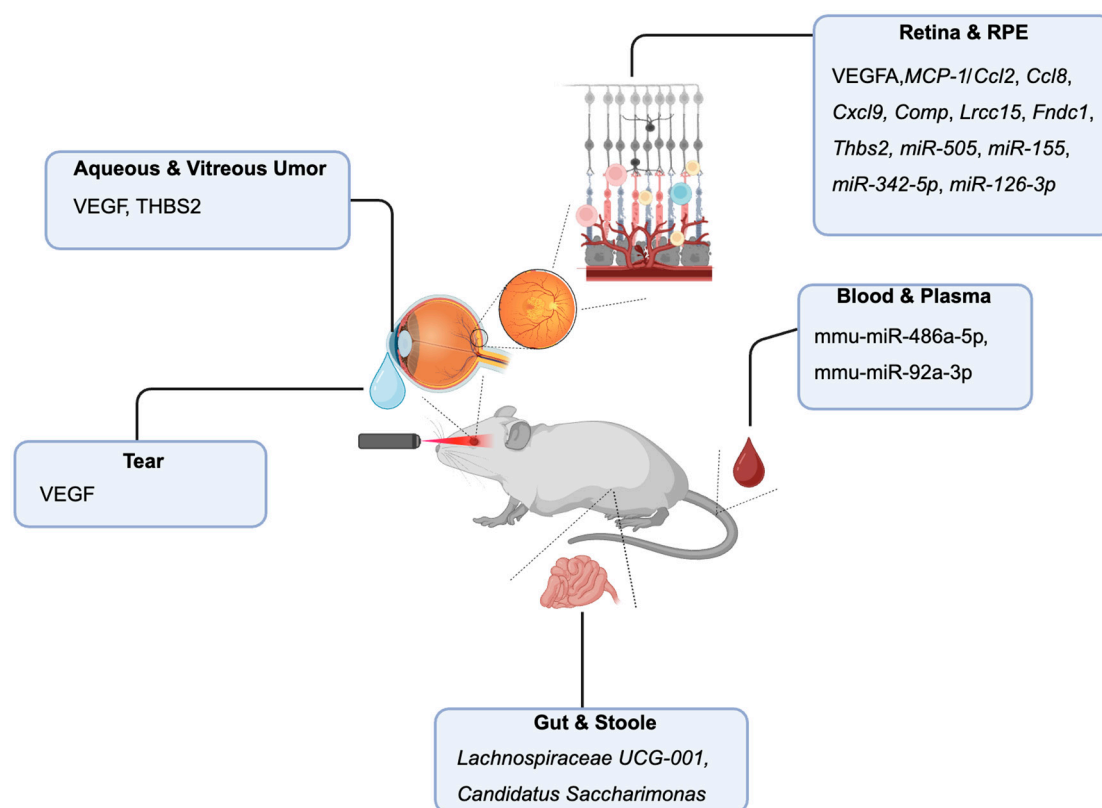 Retina & RPE
VEGFA,MCP-1/Ccl2, Ccl8,
Cxcl9, Comp, Lrcc15, Fndc1,
Thbs2, miR-505, miR-155,
miR-342-5p, miR-126-3p
Aqueous & Vitreous Umor
VEGF, THBS2
Blood & Plasma
mmu-miR-486a-5p,
mmu-miR-92a-3p
Tear
VEGF
Gut & Stoole
Lachnospiraceae UCG-001,
Candidatus Saccharimonas